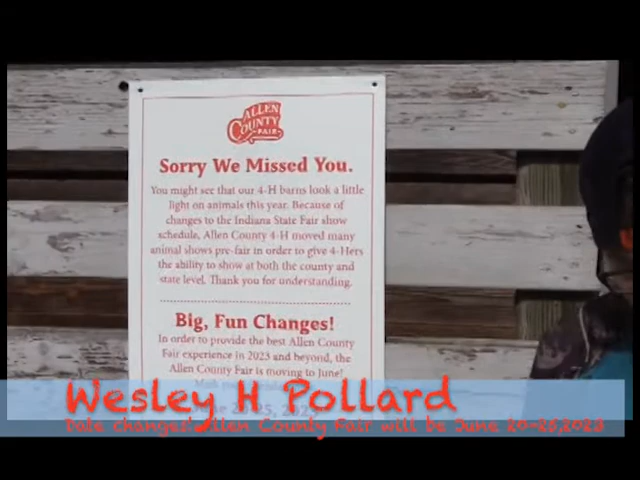 ALLEN
COUNTY
FAIR
Sorry We Missed You.
You might see that our 4-H barns look a little
light on animals this year. Because of
changes to the Indiana State Fair show
schedule, Allen County 4-H moved many
animal shows pre-fair in order to give 4-Hers
the ability to show at both the county and
state level. Thank you for understanding.
Big, Fun Changes!
In order to provide the best Allen County
Fair experience in 2023 and beyond, the
Allen County Fair is moving to June!
Wesley H Pollard
Date changes! Allen County Fair will be June 20-25,2023